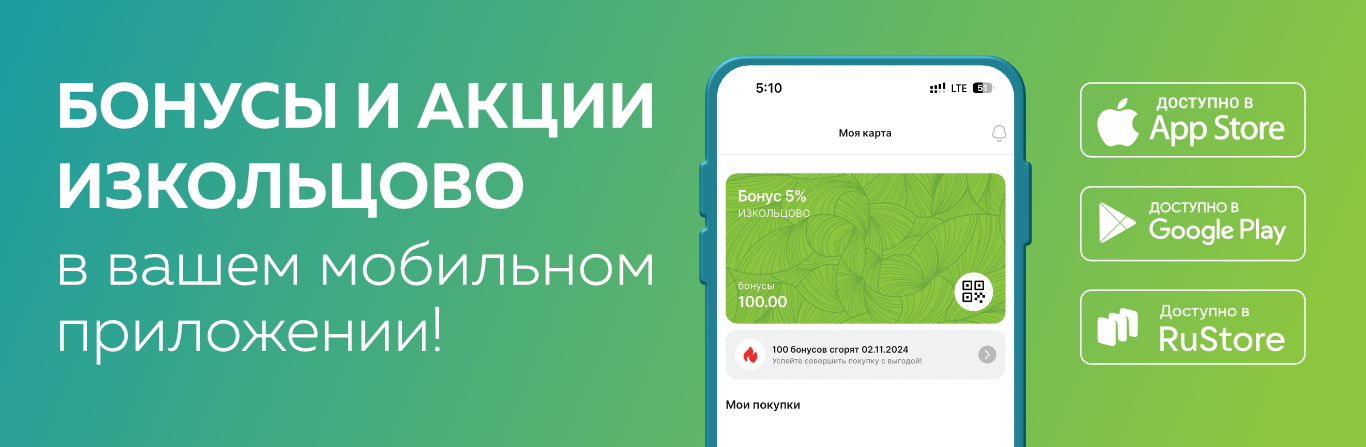 БОНУСЫ И АКЦИИ
ИЗКОЛЬЦОВО
в вашем мобильном
приложении!
5:10
LTE 51
Моя карта
Бонус 5%
ИЗКОЛЬЦОВО
бонусы
100.00
100 бонусов сгорят 02.11.2024
Успейте совершить покупку с выгодой!
Мои покупки
ДОСТУПНО В
App Store
ДОСТУПНО В
Google Play
Доступно в
RuStore